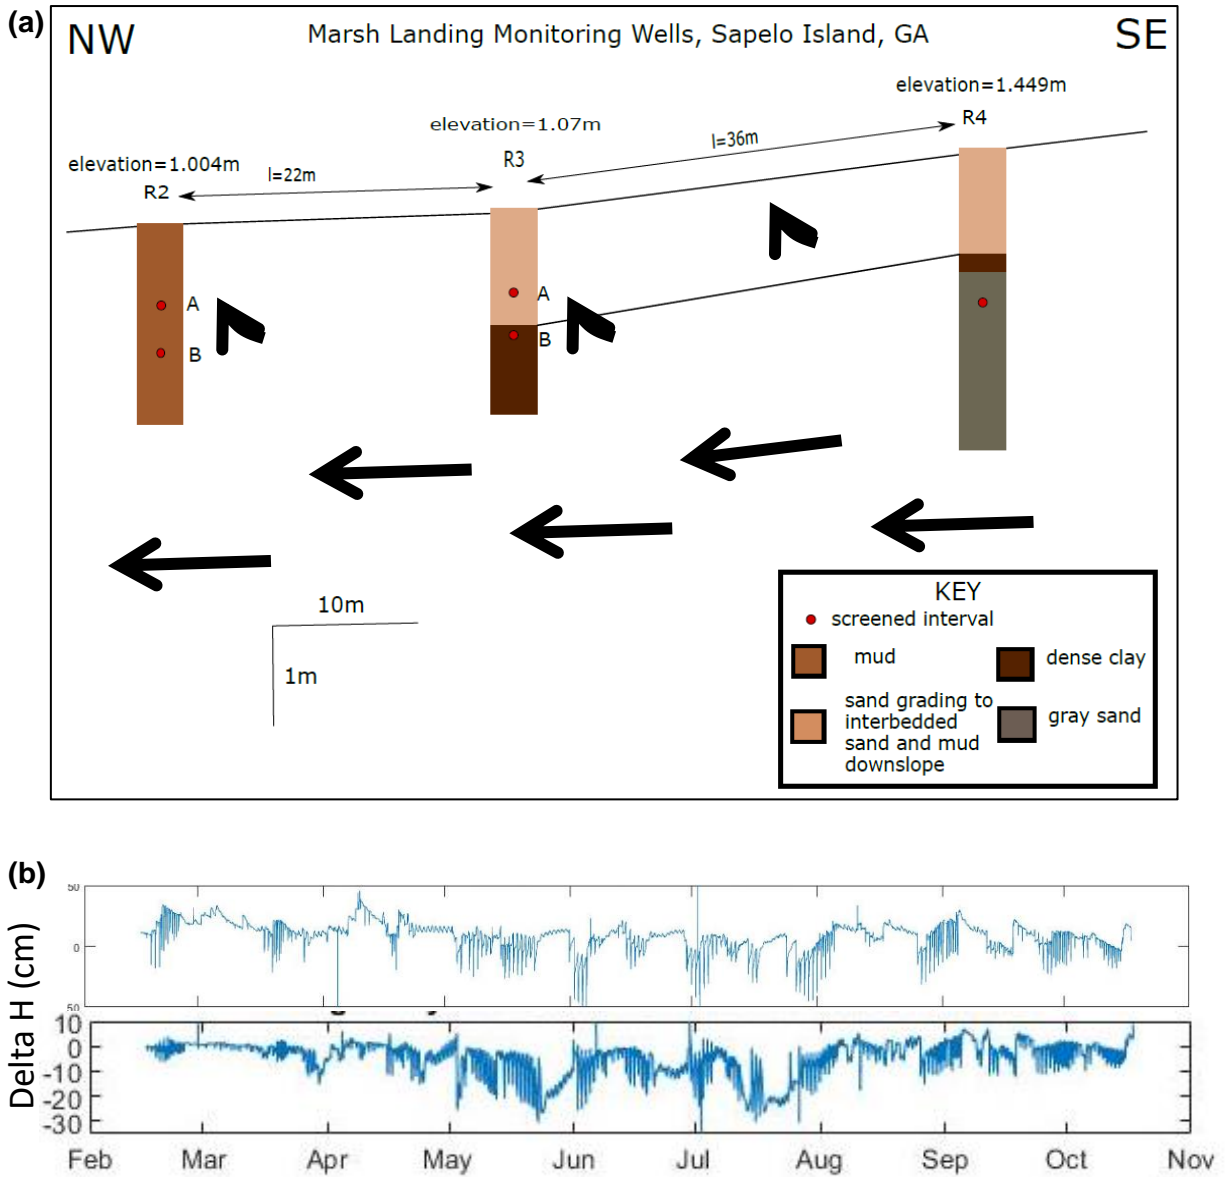 (a)
NW
Marsh Landing Monitoring Wells, Sapelo Island, GA
SE
elevation=1.449m
R4
elevation=1.07m
R3
l=36m
elevation=1.004m
R2
l=22m
A
B
A
B
10m
1m
KEY
screened interval
mud
dense clay
sand grading to
interbedded
sand and mud
downslope
gray sand
(b)
Delta H (cm)
50
0
50
10
0
-10
-20
-30
Feb Mar Apr May Jun Jul Aug Sep Oct Nov